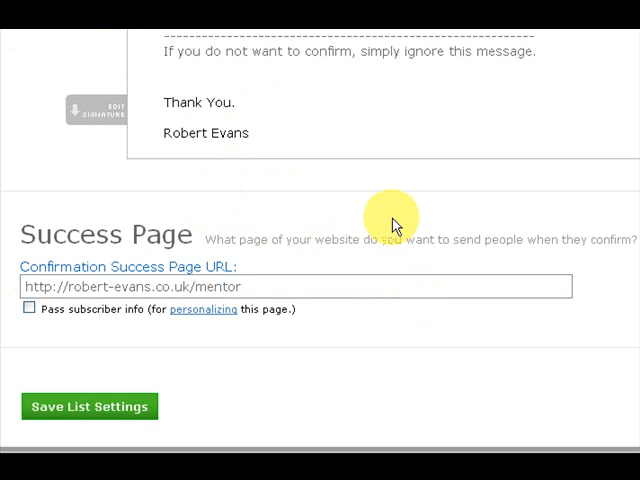 ------------------------------------------------------------
If you do not want to confirm, simply ignore this message.
EDIT
SIGNATURE
Thank You.
Robert Evans
Success Page What page of your website do you want to send people when they confirm?
Confirmation Success Page URL:
http://robert-evans.co.uk/mentor
Pass subscriber info (for personalizing this page.)
Save List Settings